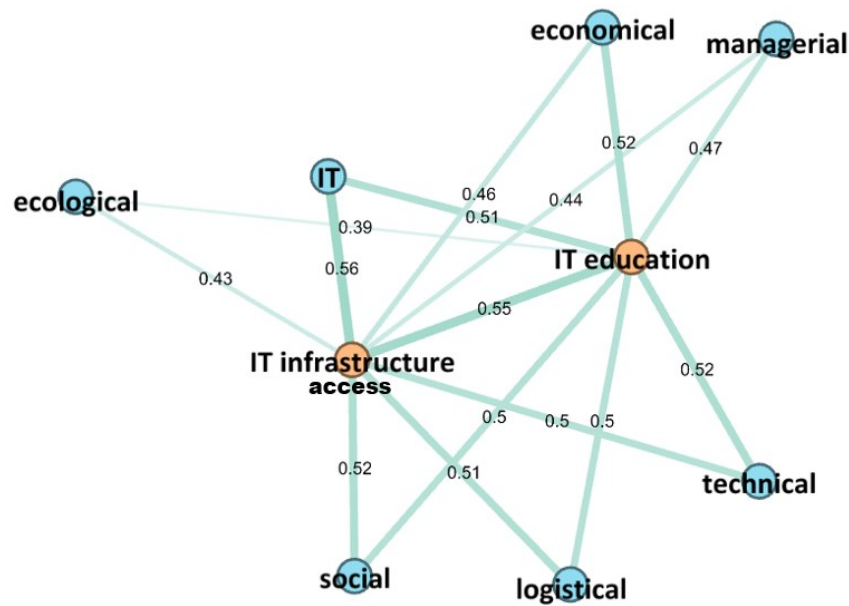 economical
managerial
0.52
0.47
IT
ecological
0.46
0.44
0.51
0.39
IT education
0.56
0.43
0.55
IT infrastructure
access
0.52
0.5
0.5
0.5
0.52
0.51
technical
social
logistical